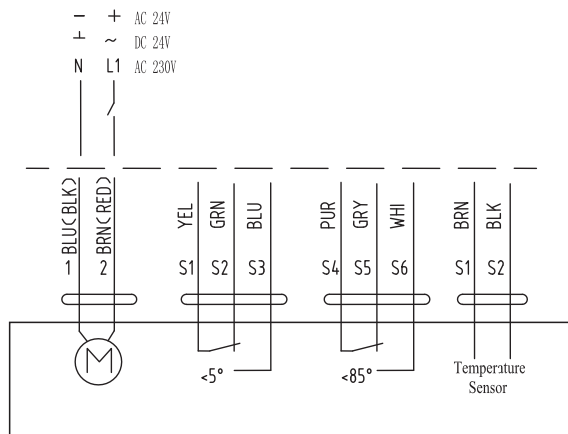 − + AC 24V
⊥ ~ DC 24V
N L1 AC 230V
BLU(BLK) BRN(RED) YEL GRN BLU PUR GRY WHI BRN BLK
1 2 S1 S2 S3 S4 S5 S6 S1 S2
M
<5° <85° Temperature
Sensor